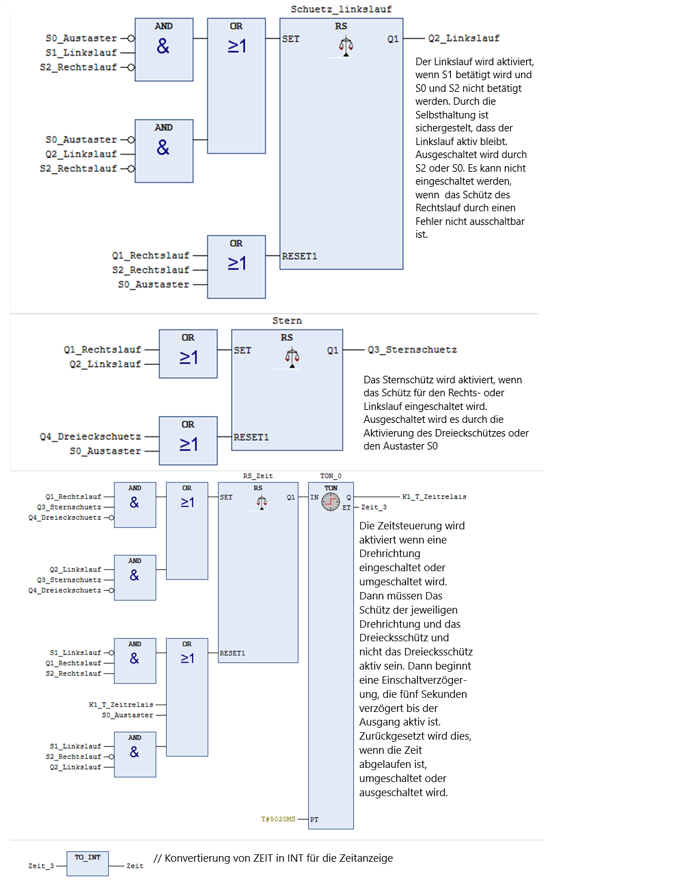 Schuetz_linkslauf
AND
&
OR
≥1
RS
S0_Austaster
S1_Linkslauf
S2_Rechtslauf
SET
Q1
Q2_Linkslauf
AND
&
S0_Austaster
Q2_Linkslauf
S2_Rechtslauf
OR
≥1
Q1_Rechtslauf
S2_Rechtslauf
S0_Austaster
RESET1
Der Linkslauf wird aktiviert,
wenn S1 betätigt wird und
S0 und S2 nicht betätigt
werden. Durch die
Selbsthaltung ist
sichergestelt, dass der
Linkslauf aktiv bleibt.
Ausgeschaltet wird durch
S2 oder S0. Es kann nicht
eingeschaltet werden,
wenn das Schütz des
Rechtslauf durch einen
Fehler nicht ausschaltbar
ist.
Stern
OR
≥1
RS
Q1_Rechtslauf
Q2_Linkslauf
SET
Q1
Q3_Sternschuetz
OR
≥1
Q4_Dreieckschuetz
S0_Austaster
RESET1
Das Sternschütz wird aktiviert, wenn
das Schütz für den Rechts- oder
Linkslauf eingeschaltet wird.
Ausgeschaltet wird es durch die
Aktivierung des Dreieckschützes oder
den Austaster S0
RS_Zeit
TON_0
AND
&
OR
≥1
RS
TON
Q1_Rechtslauf
Q3_Sternschuetz
Q4_Dreieckschuetz
SET
Q1
IN
Q
K1_T_Zeitrelais
ET
Zeit_3
AND
&
Q2_Linkslauf
Q3_Sternschuetz
Q4_Dreieckschuetz
AND
&
OR
≥1
S1_Linkslauf
Q1_Rechtslauf
S2_Rechtslauf
RESET1
K1_T_Zeitrelais
S0_Austaster
AND
&
S1_Linkslauf
S2_Rechtslauf
Q2_Linkslauf
T#5020MS
PT
Die Zeitsteuerung wird
aktiviert wenn eine
Drehrichtung
eingeschaltet oder
umgeschaltet wird.
Dann müssen Das
Schütz der jeweiligen
Drehrichtung und das
Dreiecksschütz und
nicht das Dreiecksschütz
aktiv sein. Dann beginnt
eine Einschaltverzöger-
ung, die fünf Sekunden
verzögert bis der
Ausgang aktiv ist.
Zurückgesetzt wird dies,
wenn die Zeit
abgelaufen ist,
umgeschaltet oder
ausgeschaltet wird.
TO_INT
Zeit_3
Zeit
// Konvertierung von ZEIT in INT für die Zeitanzeige